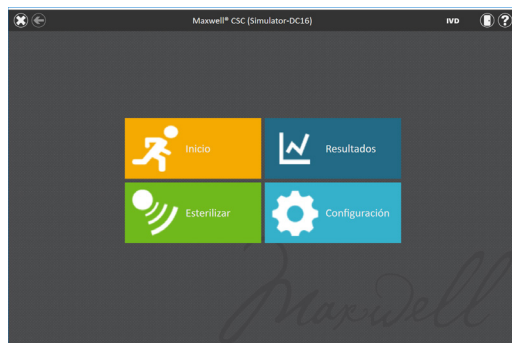 Maxwell® CSC (Simulator-DC16)
IVD
?
Inicio
Resultados
Esterilizar
Configuración
Maxwell